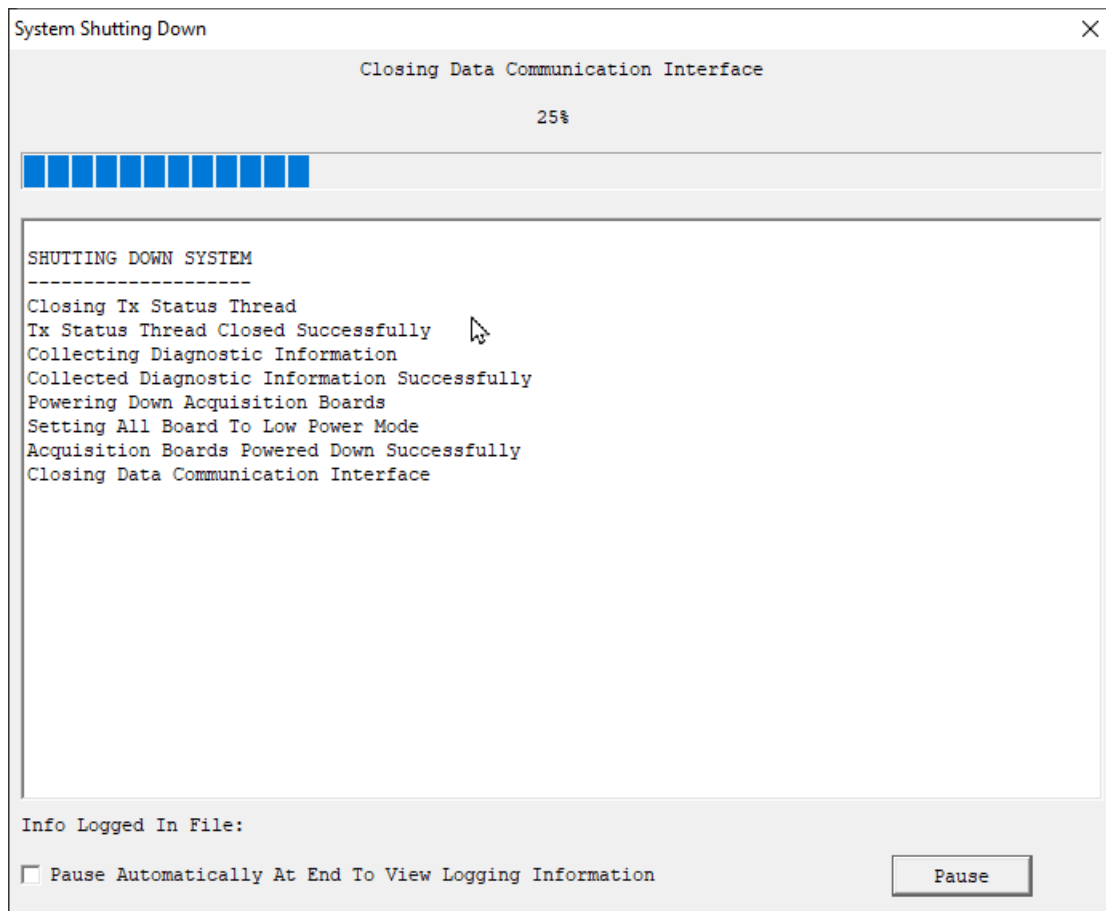 System Shutting Down
Closing Data Communication Interface
25%
SHUTTING DOWN SYSTEM
--------------------
Closing Tx Status Thread
Tx Status Thread Closed Successfully
Collecting Diagnostic Information
Collected Diagnostic Information Successfully
Powering Down Acquisition Boards
Setting All Board To Low Power Mode
Acquisition Boards Powered Down Successfully
Closing Data Communication Interface
Info Logged In File:
Pause Automatically At End To View Logging Information
Pause